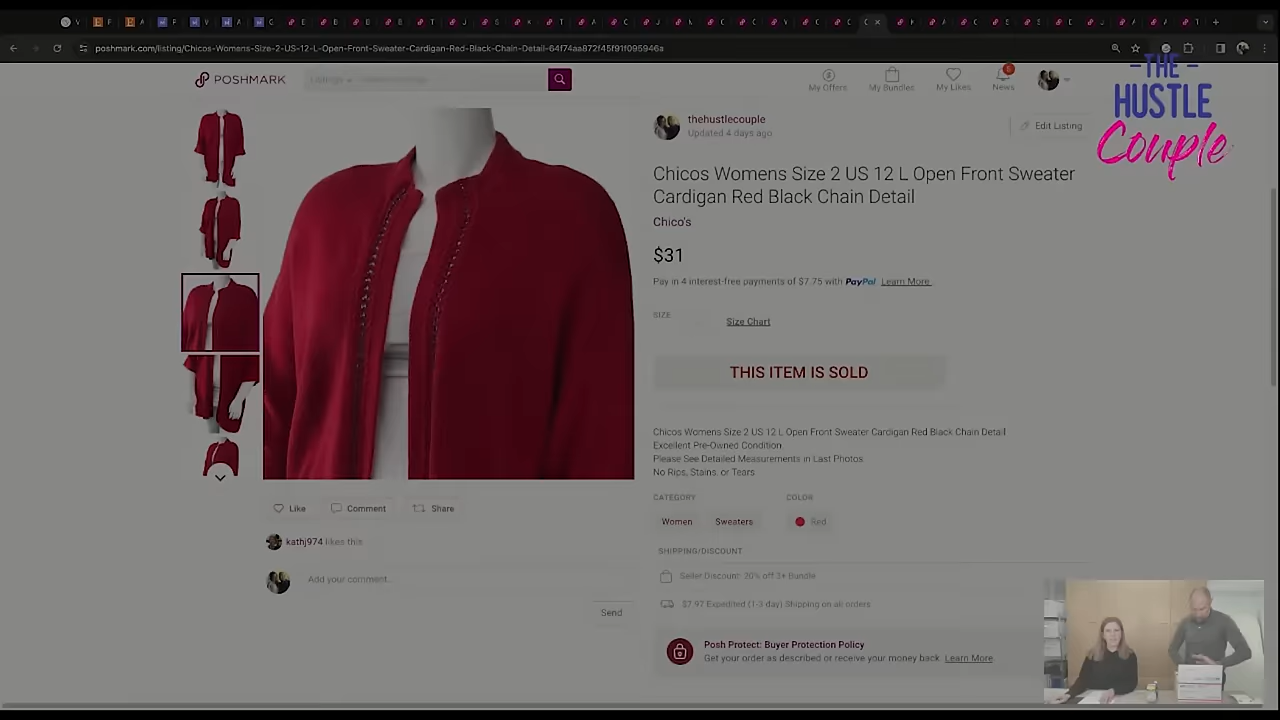 poshmark.com/listing/Chicos-Womens-Size-2-US-12-L-Open-Front-Sweater-Cardigan-Red-Black-Chain-Detail-64f74aa872f45f91f095946a
POSHMARK
Listings
My Offers
My Bundles
My Likes
News
-THE-
HUSTLE
Couple
thehustlecouple
Updated 4 days ago
Edit Listing
Chicos Womens Size 2 US 12 L Open Front Sweater
Cardigan Red Black Chain Detail
Chico's
$31
Pay in 4 interest-free payments of $7.75 with PayPal Learn More
SIZE
Size Chart
THIS ITEM IS SOLD
Chicos Womens Size 2 US 12 L Open Front Sweater Cardigan Red Black Chain Detail
Excellent Pre-Owned Condition
Please See Detailed Measurements in Last Photos
No Rips, Stains, or Tears
CATEGORY
COLOR
Women
Sweaters
Red
SHIPPING/DISCOUNT
Seller Discount: 20% off 3+ Bundle
$7.97 Expedited (1-3 day) Shipping on all orders
Posh Protect: Buyer Protection Policy
Get your order as described or receive your money back. Learn More
Like
Comment
Share
kathj974 likes this
Add your comment..
Send